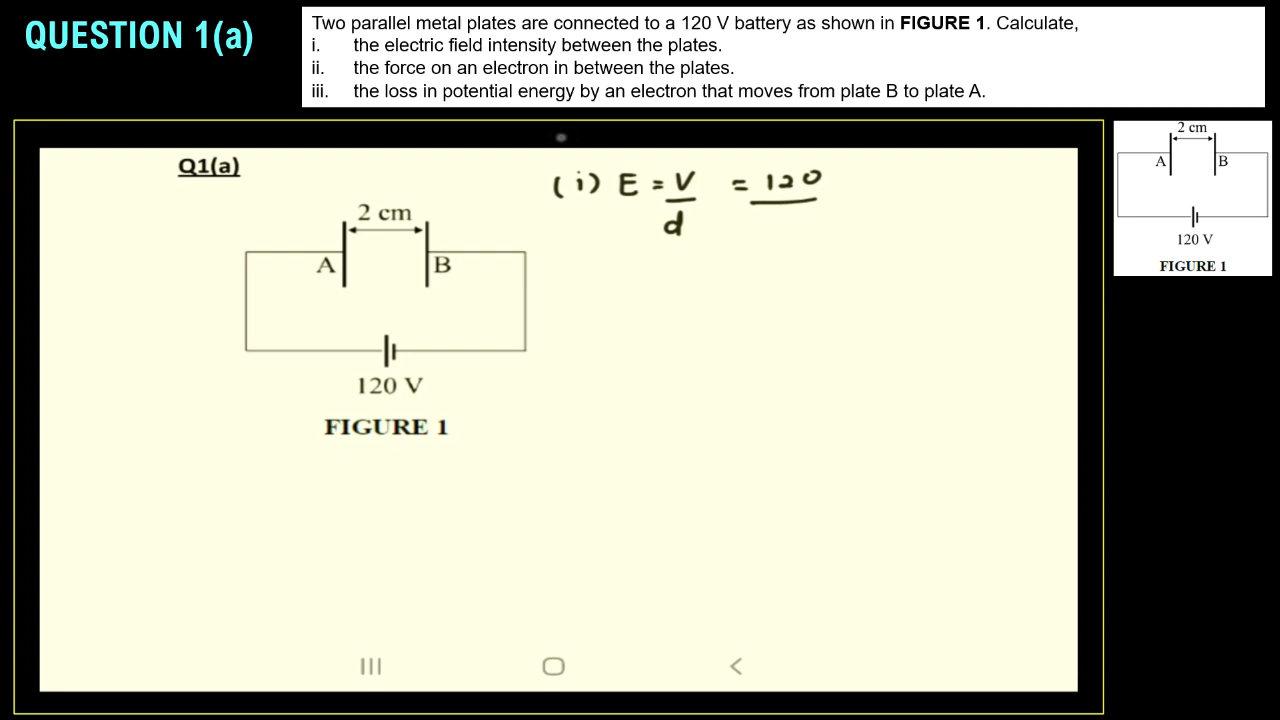 QUESTION 1(a)
Two parallel metal plates are connected to a 120 V battery as shown in FIGURE 1. Calculate,
i. the electric field intensity between the plates.
ii. the force on an electron in between the plates.
iii. the loss in potential energy by an electron that moves from plate B to plate A.
Q1(a)
2 cm
A B
120 V
FIGURE 1
(i) E = V/d = 120
2 cm
A B
120 V
FIGURE 1